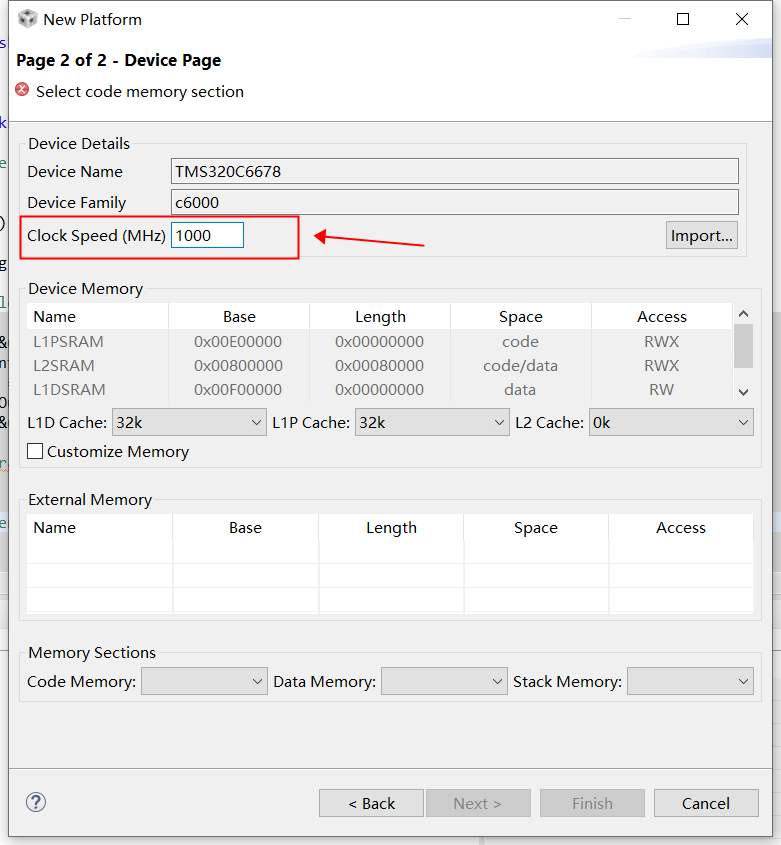 New Platform
Page 2 of 2 - Device Page
Select code memory section
Device Details
Device Name TMS320C6678
Device Family c6000
Clock Speed (MHz) 1000 Import...
Device Memory
Name Base Length Space Access
L1PSRAM 0x00E00000 0x00000000 code RWX
L2SRAM 0x00800000 0x00080000 code/data RWX
L1DSRAM 0x00F00000 0x00000000 data RW
L1D Cache: 32k L1P Cache: 32k L2 Cache: 0k
Customize Memory
External Memory
Name Base Length Space Access
Memory Sections
Code Memory: Data Memory: Stack Memory:
? < Back Next > Finish Cancel